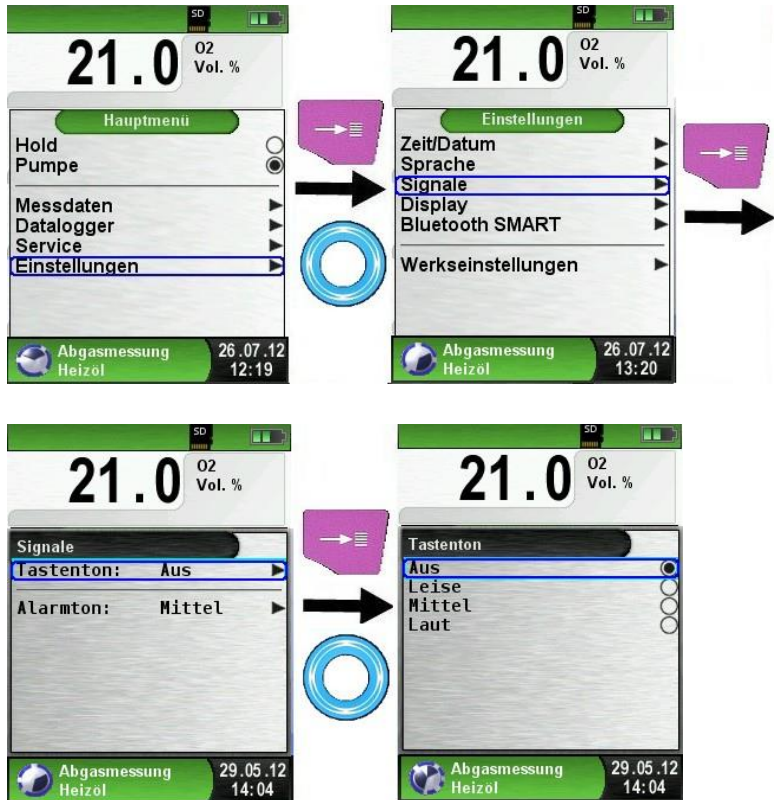 SD
21.0 O2
Vol. %
Hauptmenü
Hold
Pumpe
Messdaten
Datalogger
Service
Einstellungen
Abgasmessung 26.07.12
Heizöl 12:19
SD
21.0 O2
Vol. %
Einstellungen
Zeit/Datum
Sprache
Signale
Display
Bluetooth SMART
Werkseinstellungen
Abgasmessung 26.07.12
Heizöl 13:20
SD
21.0 O2
Vol. %
Signale
Tastenton: Aus
Alarmton: Mittel
Abgasmessung 29.05.12
Heizöl 14:04
SD
21.0 O2
Vol. %
Tastenton
Aus
Leise
Mittel
Laut
Abgasmessung 29.05.12
Heizöl 14:04